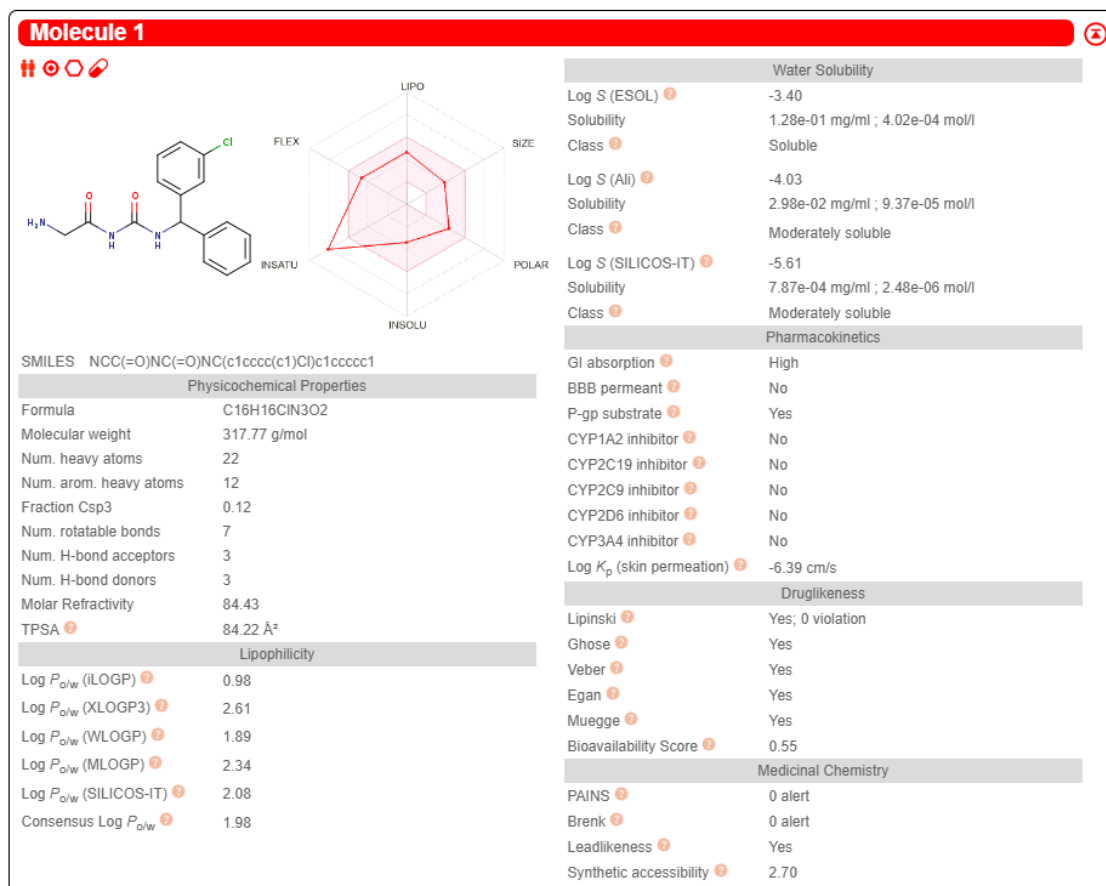 Molecule 1
LIPO
FLEX
SIZE
INSATU
POLAR
INSOLU
Cl
O
O
H₂N
N
H
N
H
SMILES NCC(=O)NC(=O)NC(c1cccc(c1)Cl)c1ccccc1
Physicochemical Properties
Formula C16H16ClN3O2
Molecular weight 317.77 g/mol
Num. heavy atoms 22
Num. arom. heavy atoms 12
Fraction Csp3 0.12
Num. rotatable bonds 7
Num. H-bond acceptors 3
Num. H-bond donors 3
Molar Refractivity 84.43
TPSA ? 84.22 Å²
Lipophilicity
Log Po/w (iLOGP) ? 0.98
Log Po/w (XLOGP3) ? 2.61
Log Po/w (WLOGP) ? 1.89
Log Po/w (MLOGP) ? 2.34
Log Po/w (SILICOS-IT) ? 2.08
Consensus Log Po/w ? 1.98
Water Solubility
Log S (ESOL) ? -3.40
Solubility 1.28e-01 mg/ml ; 4.02e-04 mol/l
Class ? Soluble
Log S (Ali) ? -4.03
Solubility 2.98e-02 mg/ml ; 9.37e-05 mol/l
Class ? Moderately soluble
Log S (SILICOS-IT) ? -5.61
Solubility 7.87e-04 mg/ml ; 2.48e-06 mol/l
Class ? Moderately soluble
Pharmacokinetics
GI absorption ? High
BBB permeant ? No
P-gp substrate ? Yes
CYP1A2 inhibitor ? No
CYP2C19 inhibitor ? No
CYP2C9 inhibitor ? No
CYP2D6 inhibitor ? No
CYP3A4 inhibitor ? No
Log Kp (skin permeation) ? -6.39 cm/s
Druglikeness
Lipinski ? Yes; 0 violation
Ghose ? Yes
Veber ? Yes
Egan ? Yes
Muegge ? Yes
Bioavailability Score ? 0.55
Medicinal Chemistry
PAINS ? 0 alert
Brenk ? 0 alert
Leadlikeness ? Yes
Synthetic accessibility ? 2.70